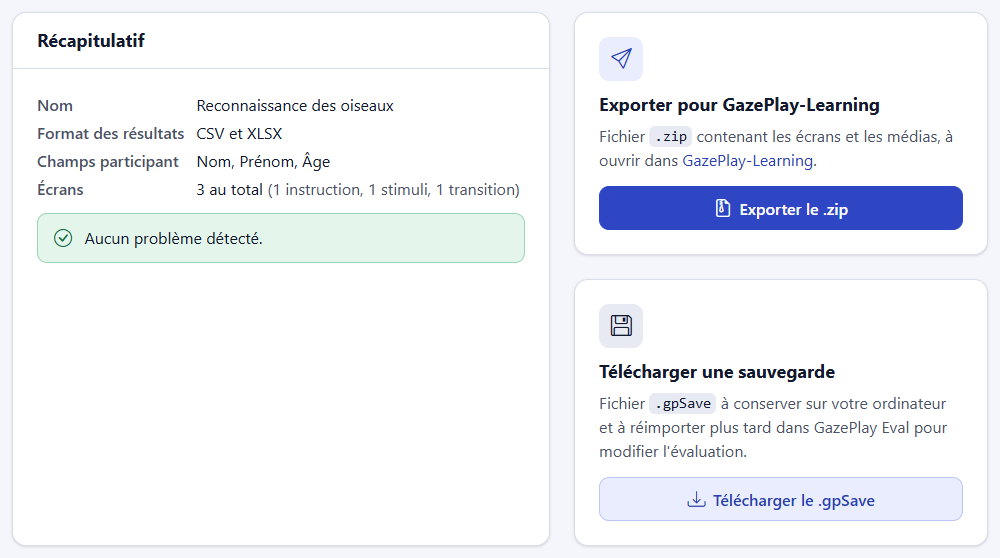 Récapitulatif
Nom Reconnaissance des oiseaux
Format des résultats CSV et XLSX
Champs participant Nom, Prénom, Âge
Écrans 3 au total (1 instruction, 1 stimuli, 1 transition)
Aucun problème détecté.
Exporter pour GazePlay-Learning
Fichier .zip contenant les écrans et les médias, à
ouvrir dans GazePlay-Learning.
Exporter le .zip
Télécharger une sauvegarde
Fichier .gpSave à conserver sur votre ordinateur
et à réimporter plus tard dans GazePlay Eval pour
modifier l'évaluation.
Télécharger le .gpSave